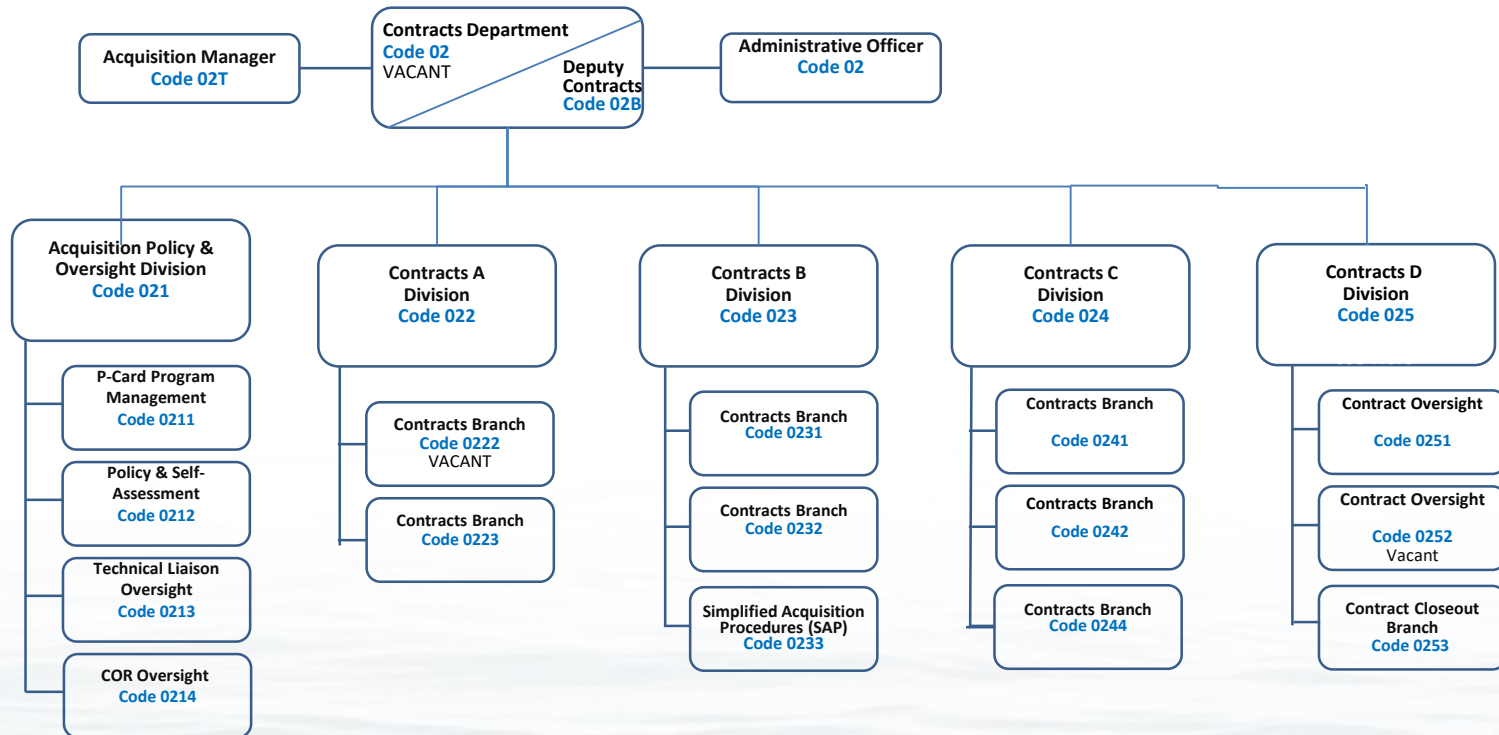 Acquisition Manager
Code 02T
Contracts Department
Code 02
VACANT
Deputy
Contracts
Code 02B
Administrative Officer
Code 02
Acquisition Policy &
Oversight Division
Code 021
P-Card Program
Management
Code 0211
Policy & Self-
Assessment
Code 0212
Technical Liaison
Oversight
Code 0213
COR Oversight
Code 0214
Contracts A
Division
Code 022
Contracts Branch
Code 0222
VACANT
Contracts Branch
Code 0223
Contracts B
Division
Code 023
Contracts Branch
Code 0231
Contracts Branch
Code 0232
Simplified Acquisition
Procedures (SAP)
Code 0233
Contracts C
Division
Code 024
Contracts Branch
Code 0241
Contracts Branch
Code 0242
Contracts Branch
Code 0244
Contracts D
Division
Code 025
Contract Oversight
Code 0251
Contract Oversight
Code 0252
Vacant
Contract Closeout
Branch
Code 0253